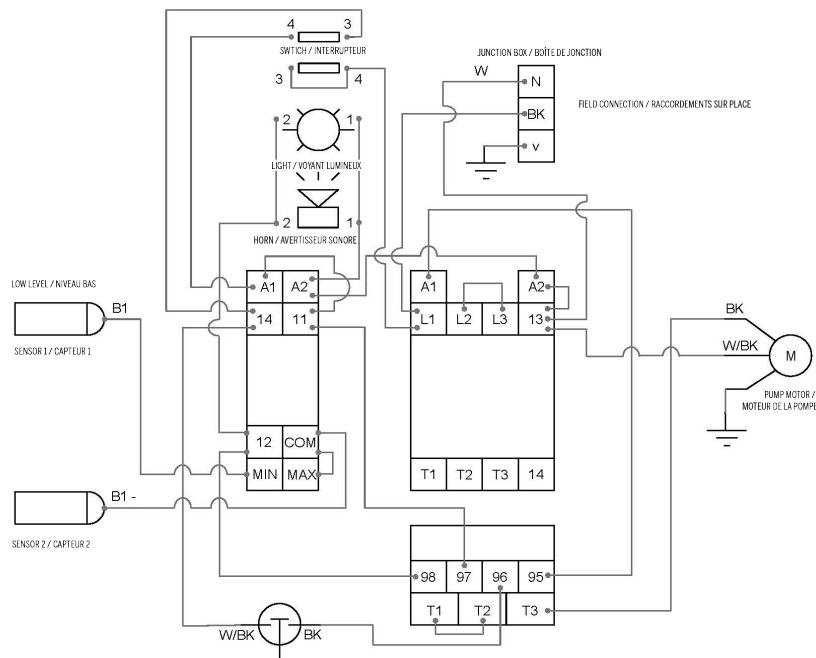 4 3
SWTICH / INTERRUPTEUR
3 4
JUNCTION BOX / BOÎTE DE JONCTION
W
N
BK
v
FIELD CONNECTION / RACCORDEMENTS SUR PLACE
2 1
LIGHT / VOYANT LUMINEUX
2 1
HORN / AVERTISSEUR SONORE
LOW LEVEL / NIVEAU BAS
B1
SENSOR 1 / CAPTEUR 1
A1 A2
14 11
12 COM
MIN MAX
A1 A2
L1 L2 L3 13
T1 T2 T3 14
BK
W/BK
M
PUMP MOTOR /
MOTEUR DE LA POMPE
B1 -
SENSOR 2 / CAPTEUR 2
98 97 96 95
T1 T2 T3
W/BK BK